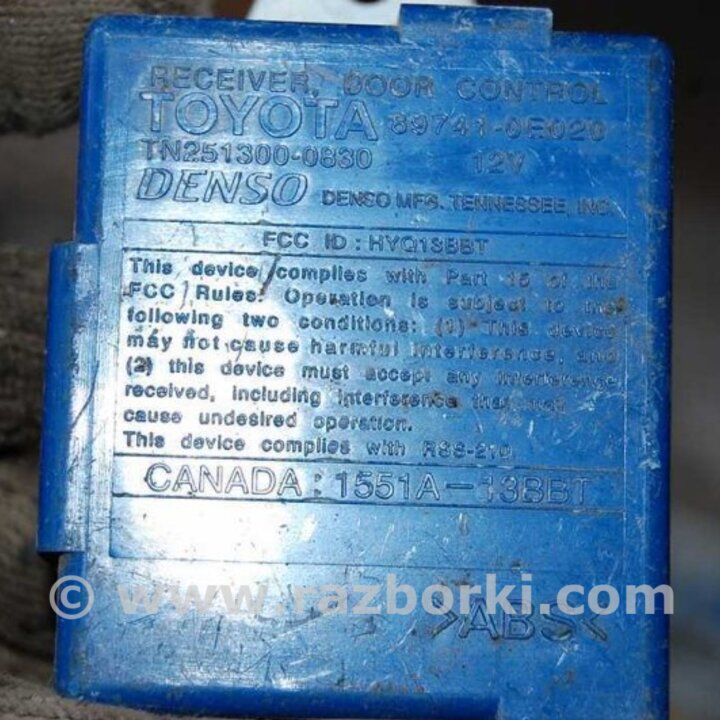 RECEIVER, DOOR CONTROL
TOYOTA 89741-0E020
TN251300-0830 12V
DENSO DENSO MFG. TENNESSEE, INC.
FCC ID : HYQ13BBT
This device complies with Part 15 of the
FCC Rules. Operation is subject to the
following two conditions: (1) This device
may not cause harmful interference, and
(2) this device must accept any interference
received, including interference that may
cause undesired operation.
This device complies with RSS-210.
CANADA : 1551A-13BBT
© www.razborki.com
>ABS<